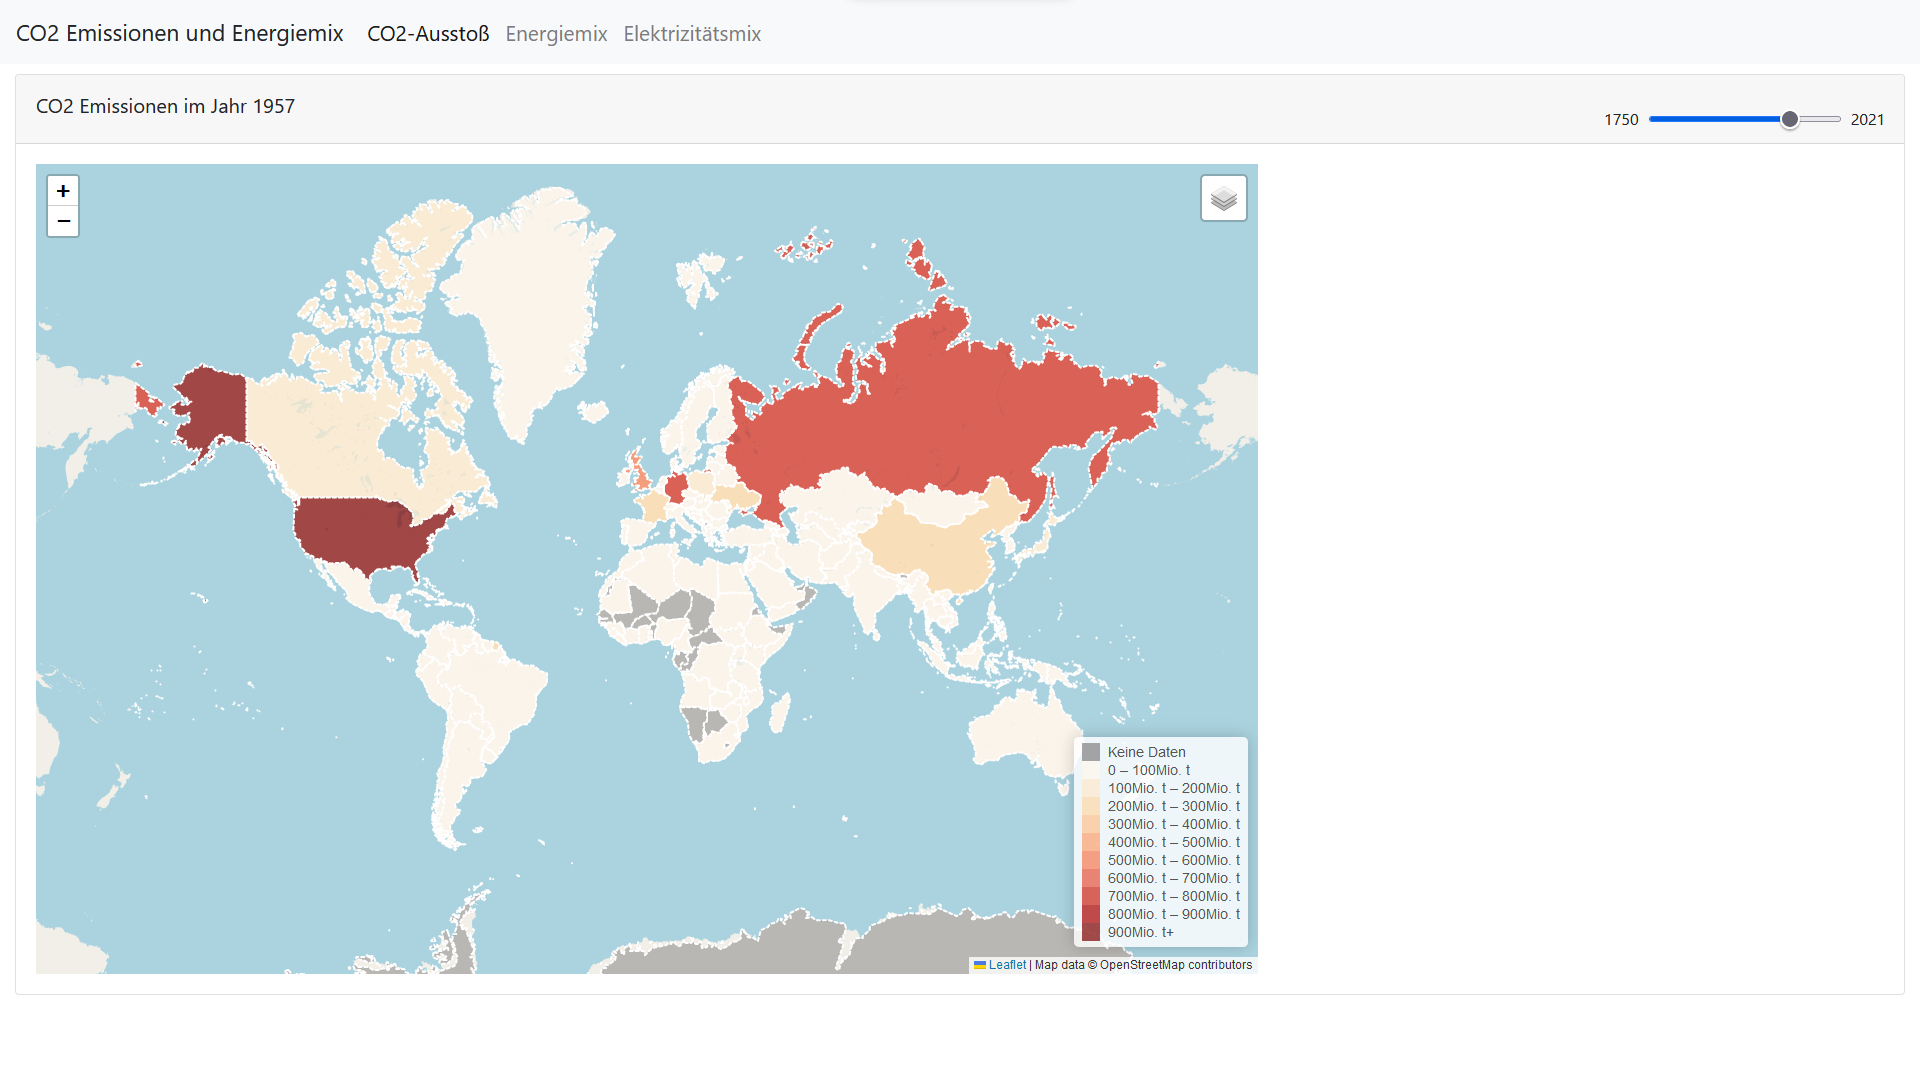 CO2 Emissionen und Energiemix CO2-Ausstoß Energiemix Elektrizitätsmix
CO2 Emissionen im Jahr 1957
1750 2021
+
−
Keine Daten
0 – 100Mio. t
100Mio. t – 200Mio. t
200Mio. t – 300Mio. t
300Mio. t – 400Mio. t
400Mio. t – 500Mio. t
500Mio. t – 600Mio. t
600Mio. t – 700Mio. t
700Mio. t – 800Mio. t
800Mio. t – 900Mio. t
900Mio. t+
Leaflet | Map data © OpenStreetMap contributors